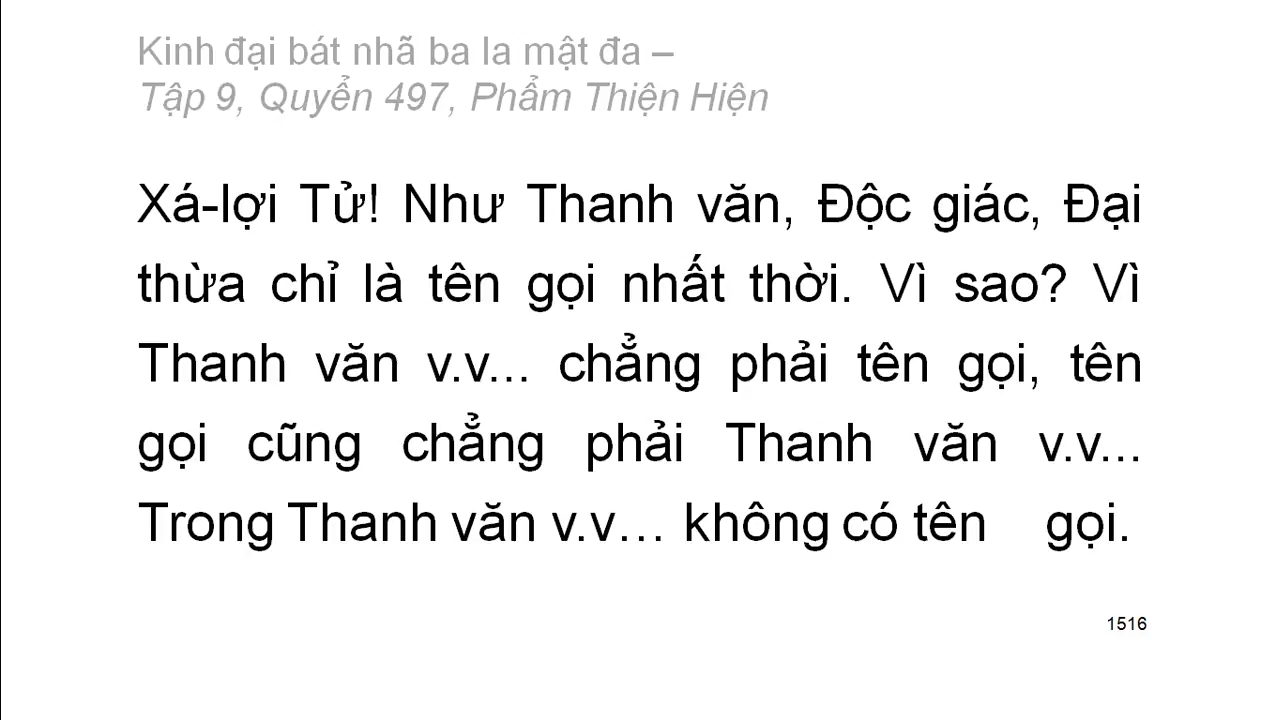 Kinh đại bát nhã ba la mật đa –
Tập 9, Quyển 497, Phẩm Thiện Hiện
Xá-lợi Tử! Như Thanh văn, Độc giác, Đại
thừa chỉ là tên gọi nhất thời. Vì sao? Vì
Thanh văn v.v... chẳng phải tên gọi, tên
gọi cũng chẳng phải Thanh văn v.v...
Trong Thanh văn v.v… không có tên gọi.
1516